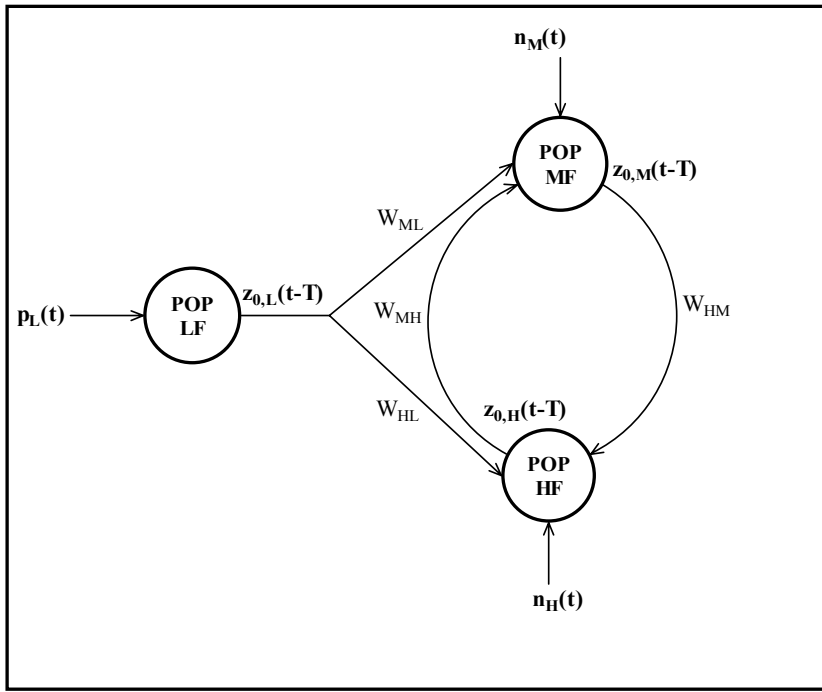 n_M(t)
POP
MF
z_0,M(t-T)
W_ML
z_0,L(t-T)
POP
LF
p_L(t)
W_MH
W_HM
W_HL
z_0,H(t-T)
POP
HF
n_H(t)